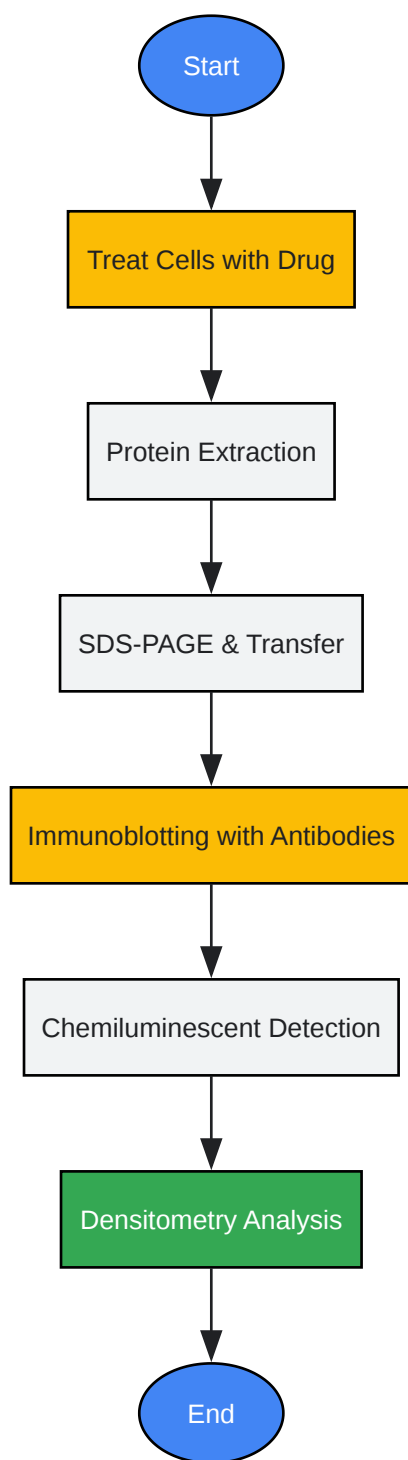 Start
Treat Cells with Drug
Protein Extraction
SDS-PAGE & Transfer
Immunoblotting with Antibodies
Chemiluminescent Detection
Densitometry Analysis
End